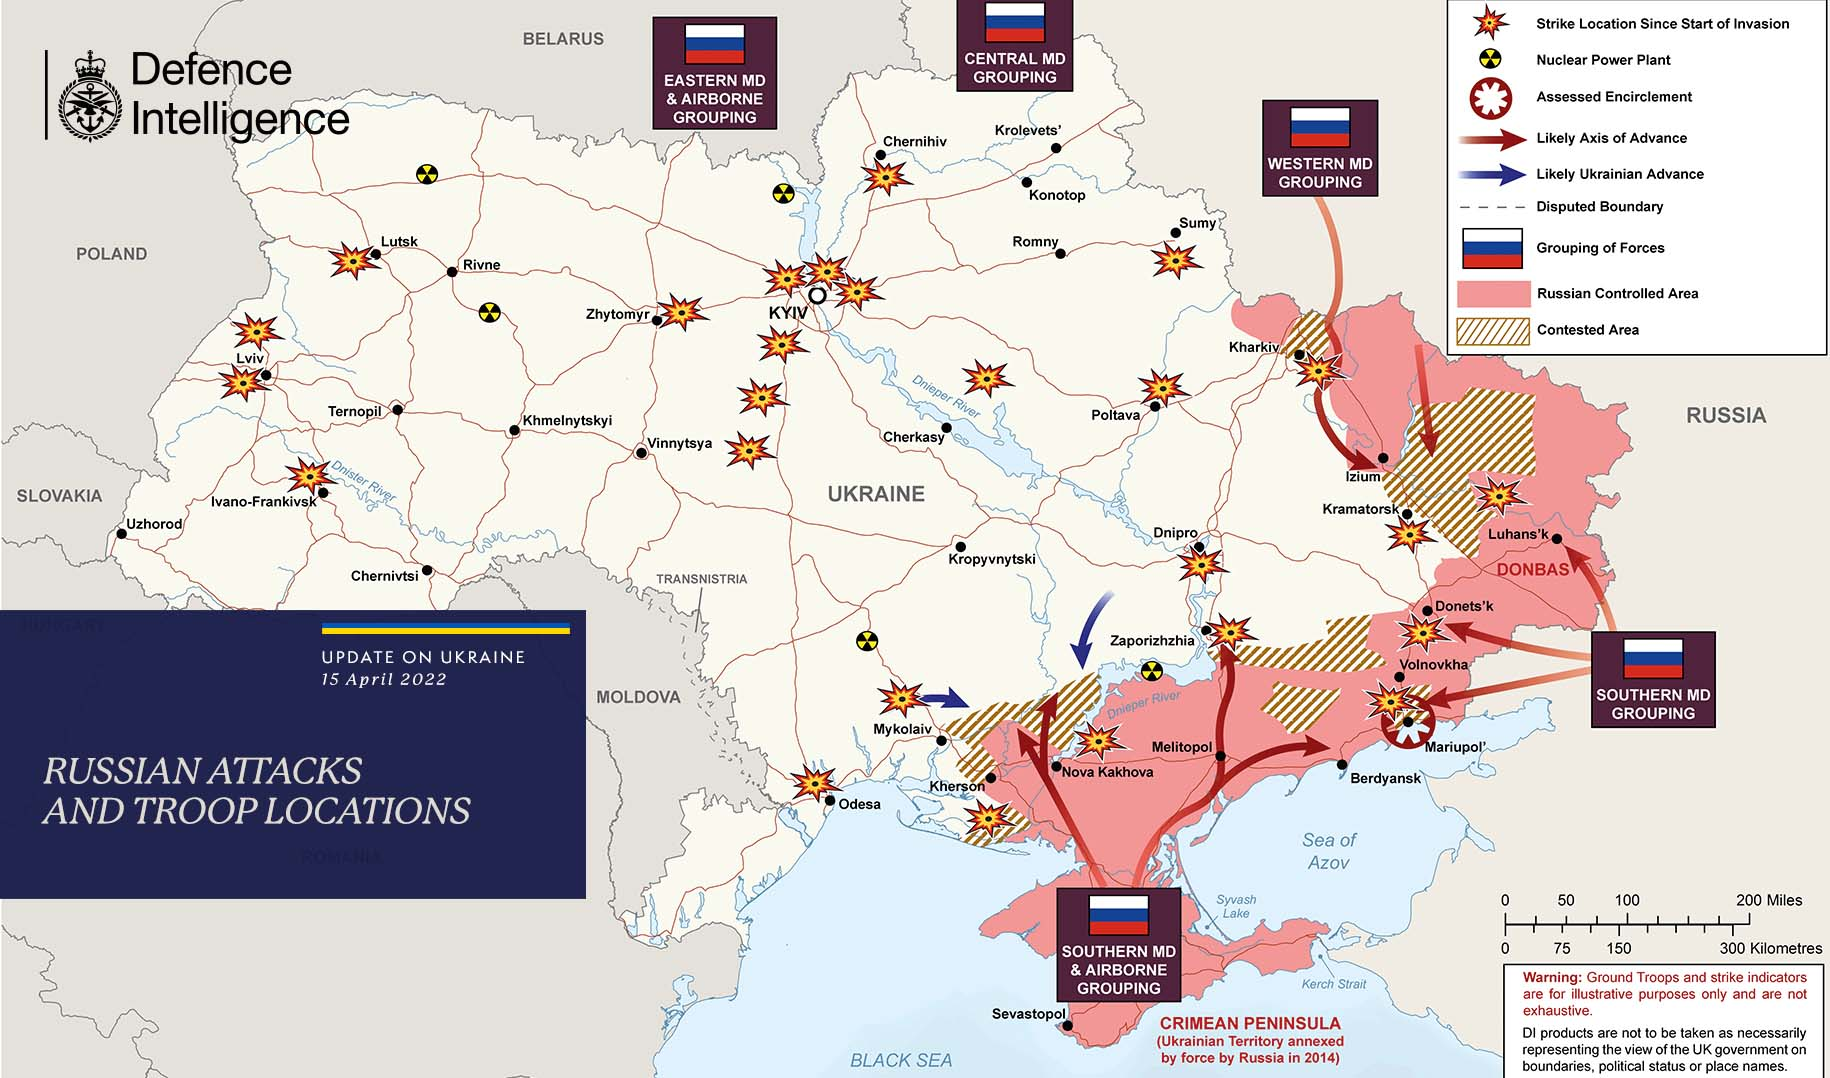 Defence
Intelligence
BELARUS
EASTERN MD
& AIRBORNE
GROUPING
CENTRAL MD
GROUPING
WESTERN MD
GROUPING
Strike Location Since Start of Invasion
Nuclear Power Plant
Assessed Encirclement
Likely Axis of Advance
Likely Ukrainian Advance
Disputed Boundary
Grouping of Forces
Russian Controlled Area
Contested Area
POLAND
Chernihiv
Krolevets'
Konotop
Sumy
Romny
Lutsk
Rivne
Zhytomyr
KYIV
Lviv
Kharkiv
Ternopil
Khmelnytskyi
Vinnytsya
Dnieper River
Cherkasy
Poltava
RUSSIA
SLOVAKIA
Dnister River
Ivano-Frankivsk
Uzhorod
Chernivtsi
UKRAINE
Izium
Kramatorsk
Luhans'k
DONBAS
Dnipro
Kropyvnytski
TRANSNISTRIA
Donets'k
Zaporizhzhia
Volnovkha
SOUTHERN MD
GROUPING
HUNGARY
UPDATE ON UKRAINE
15 April 2022
MOLDOVA
Dnieper River
Mykolaiv
Melitopol
Mariupol'
Nova Kakhova
Berdyansk
Kherson
Odesa
RUSSIAN ATTACKS
AND TROOP LOCATIONS
ROMANIA
Sea of
Azov
Syvash
Lake
SOUTHERN MD
& AIRBORNE
GROUPING
Kerch Strait
Sevastopol
CRIMEAN PENINSULA
(Ukrainian Territory annexed
by force by Russia in 2014)
BLACK SEA
0 50 100 200 Miles
0 75 150 300 Kilometres
Warning: Ground Troops and strike indicators
are for illustrative purposes only and are not
exhaustive.
DI products are not to be taken as necessarily
representing the view of the UK government on
boundaries, political status or place names.